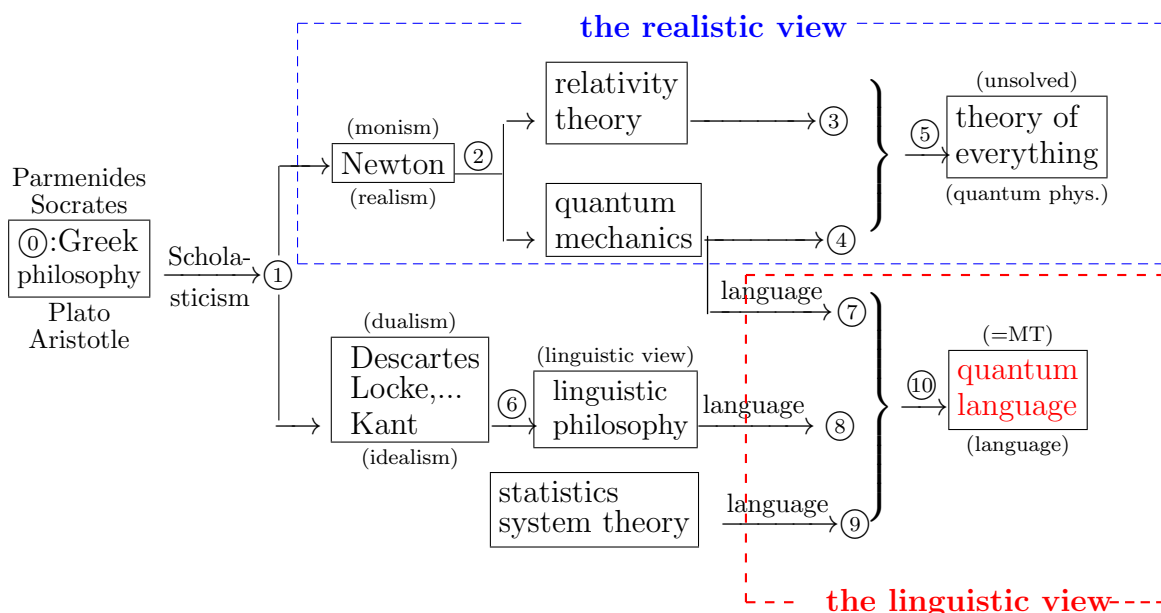 the realistic view
relativity
theory
③
(unsolved)
theory of
everything
(quantum phys.)
⑤
(monism)
Newton
(realism)
②
quantum
mechanics
④
Parmenides
Socrates
⓪:Greek
philosophy
Plato
Aristotle
Schola-
sticism
①
language
⑦
(dualism)
Descartes
Locke,...
Kant
(idealism)
⑥
(linguistic view)
linguistic
philosophy
language
⑧
(=MT)
quantum
language
(language)
⑩
statistics
system theory
language
⑨
the linguistic view